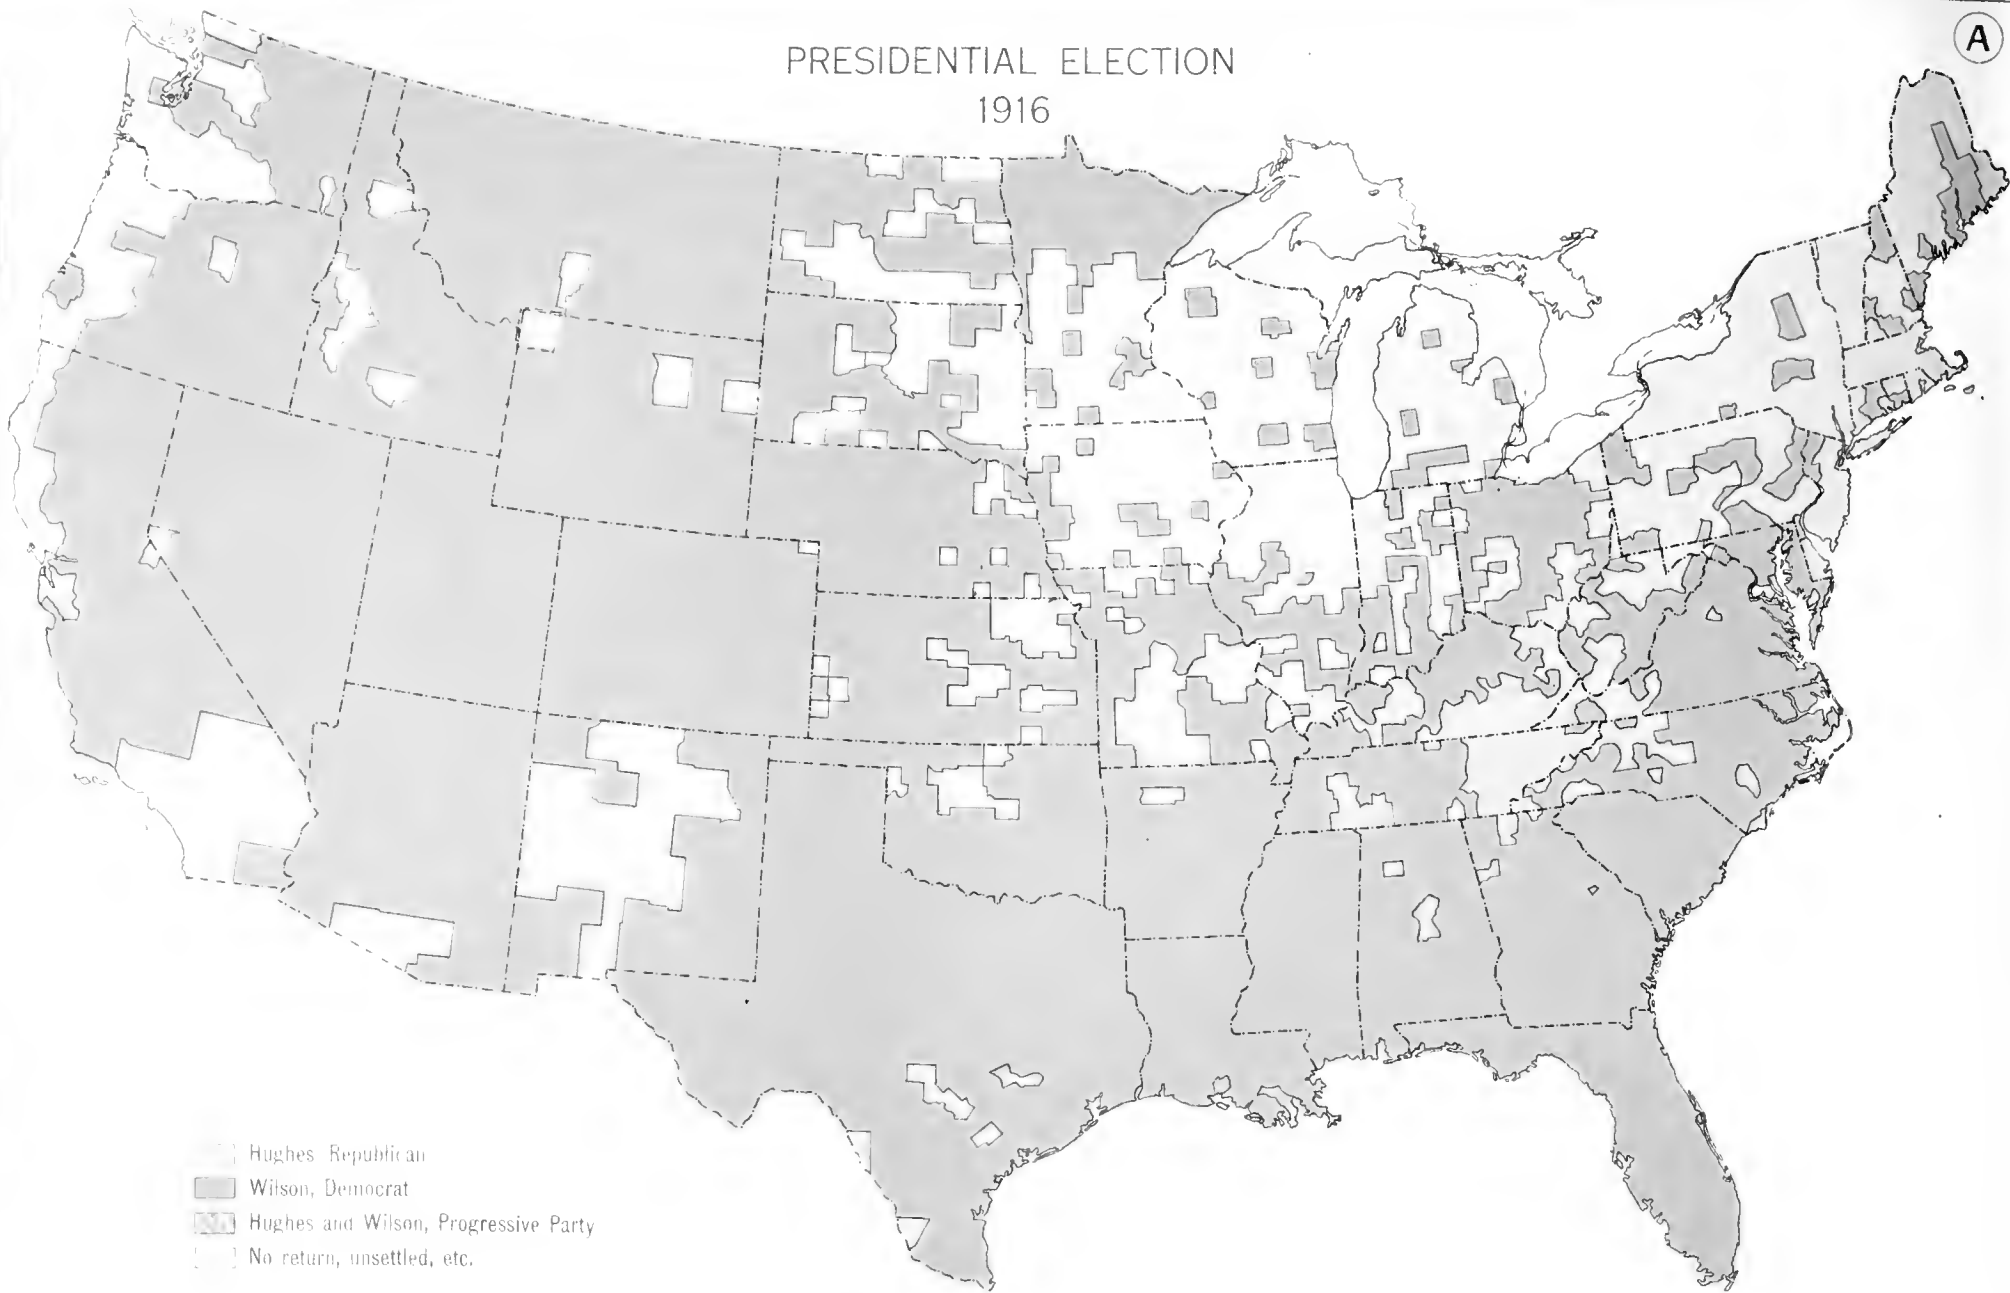 A
PRESIDENTIAL ELECTION
1916
Hughes Republican
Wilson, Democrat
Hughes and Wilson, Progressive Party
No return, unsettled, etc.